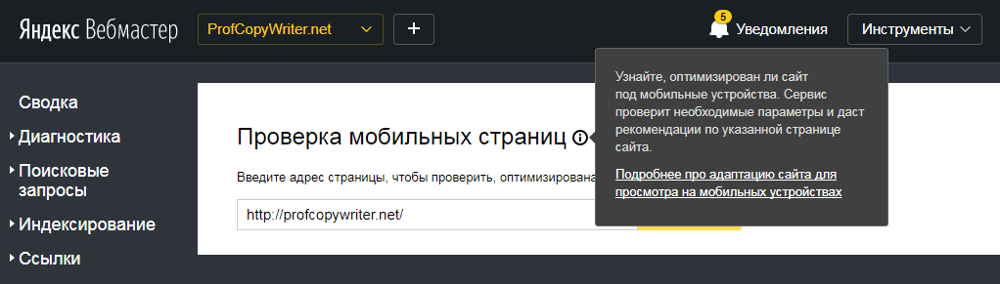 Яндекс Вебмастер
ProfCopyWriter.net
+
5
Уведомления
Инструменты
Сводка
Диагностика
Поисковые
запросы
Индексирование
Ссылки
Проверка мобильных страниц
Введите адрес страницы, чтобы проверить, оптимизирована
http://profcopywriter.net/
Узнайте, оптимизирован ли сайт
под мобильные устройства. Сервис
проверит необходимые параметры и даст
рекомендации по указанной странице
сайта.
Подробнее про адаптацию сайта для
просмотра на мобильных устройствах